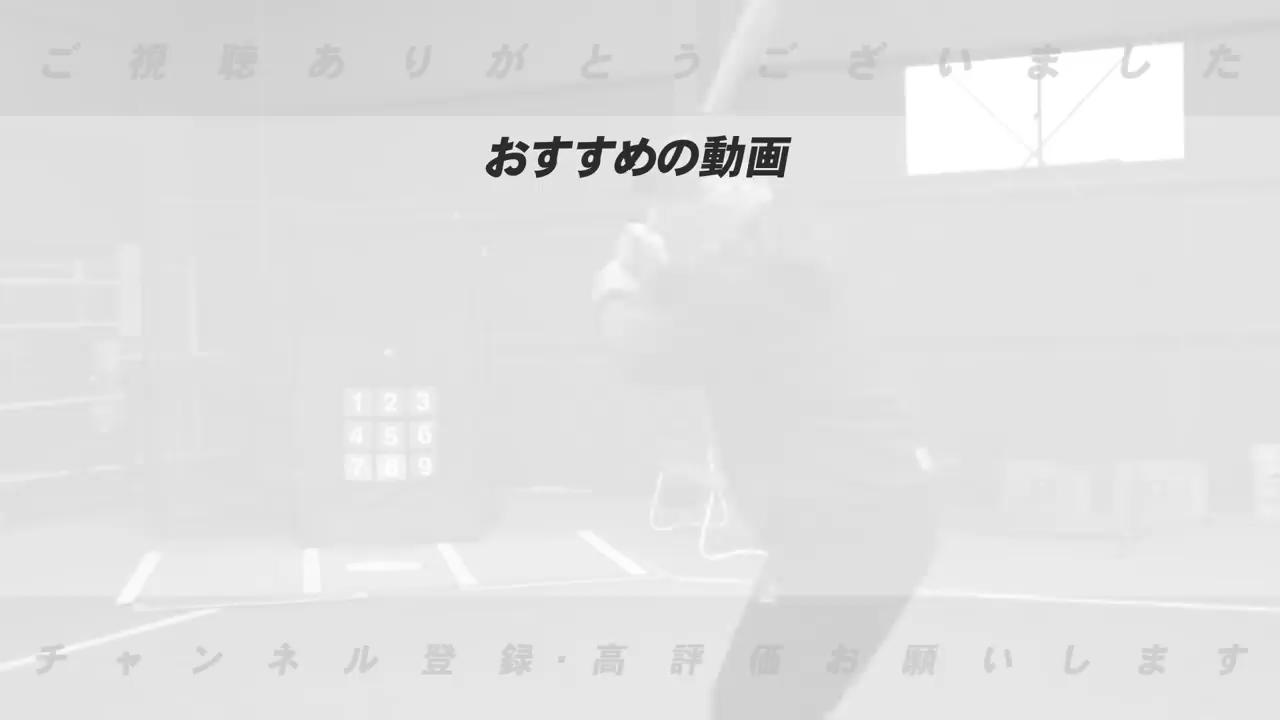 ご視聴ありがとうございました
おすすめの動画
1 2 3
4 5 6
7 8 9
チャンネル登録・高評価お願いします